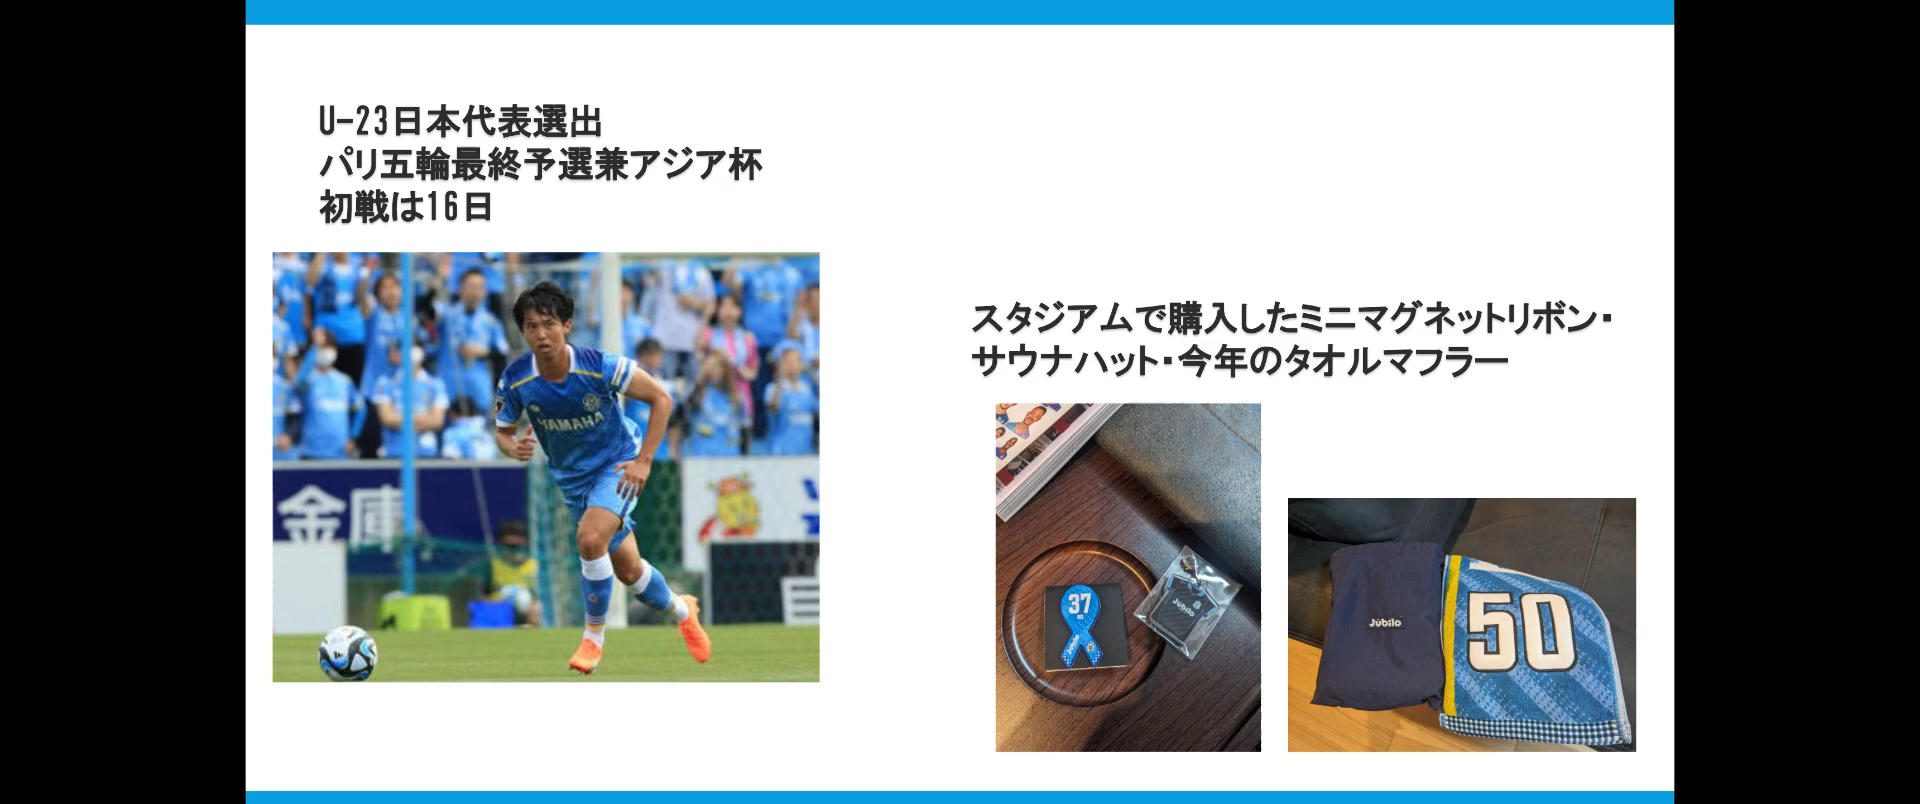 U-23日本代表選出
パリ五輪最終予選兼アジア杯
初戦は16日
スタジアムで購入したミニマグネットリボン・
サウナハット・今年のタオルマフラー
YAMAHA
金庫
37
Júbilo
Júbilo
Júbilo
50